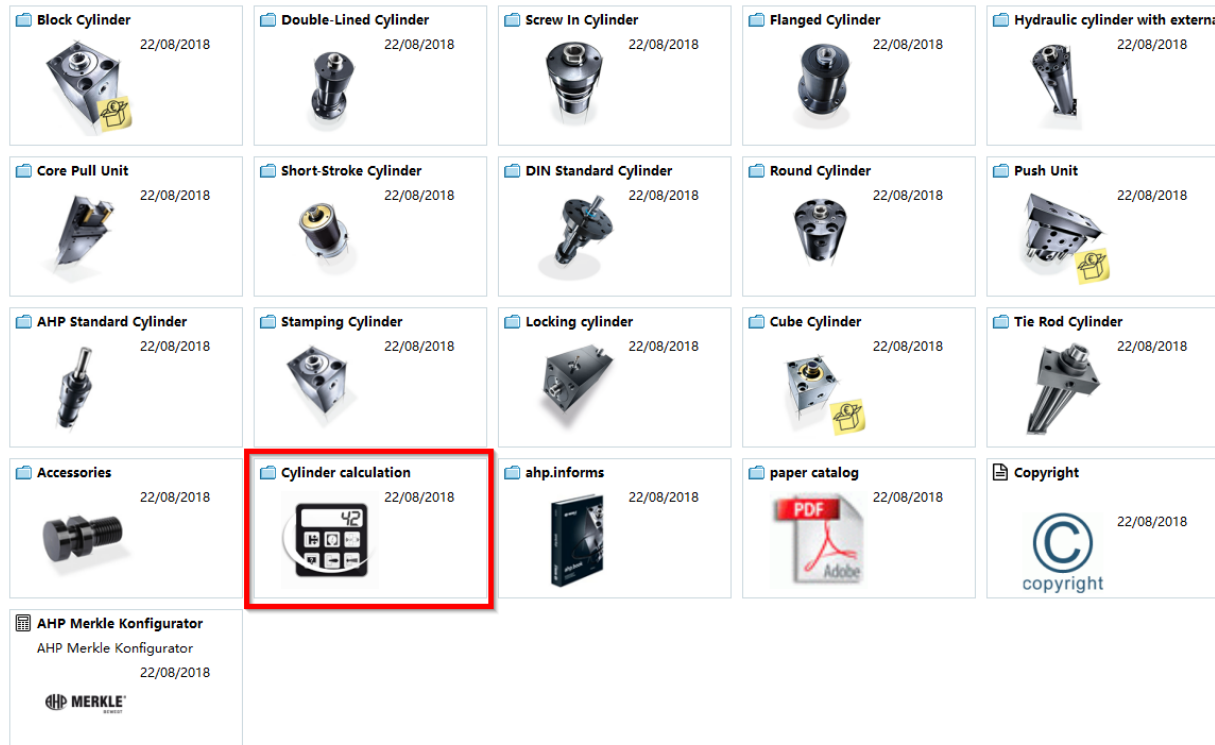 Block Cylinder
22/08/2018
Double-Lined Cylinder
22/08/2018
Screw In Cylinder
22/08/2018
Flanged Cylinder
22/08/2018
Hydraulic cylinder with externa
22/08/2018
Core Pull Unit
22/08/2018
Short-Stroke Cylinder
22/08/2018
DIN Standard Cylinder
22/08/2018
Round Cylinder
22/08/2018
Push Unit
22/08/2018
AHP Standard Cylinder
22/08/2018
Stamping Cylinder
22/08/2018
Locking cylinder
22/08/2018
Cube Cylinder
22/08/2018
Tie Rod Cylinder
22/08/2018
Accessories
22/08/2018
Cylinder calculation
22/08/2018
42
ahp.informs
22/08/2018
paper catalog
22/08/2018
PDF
Adobe
Copyright
22/08/2018
C
copyright
AHP Merkle Konfigurator
AHP Merkle Konfigurator
22/08/2018
AHP MERKLE